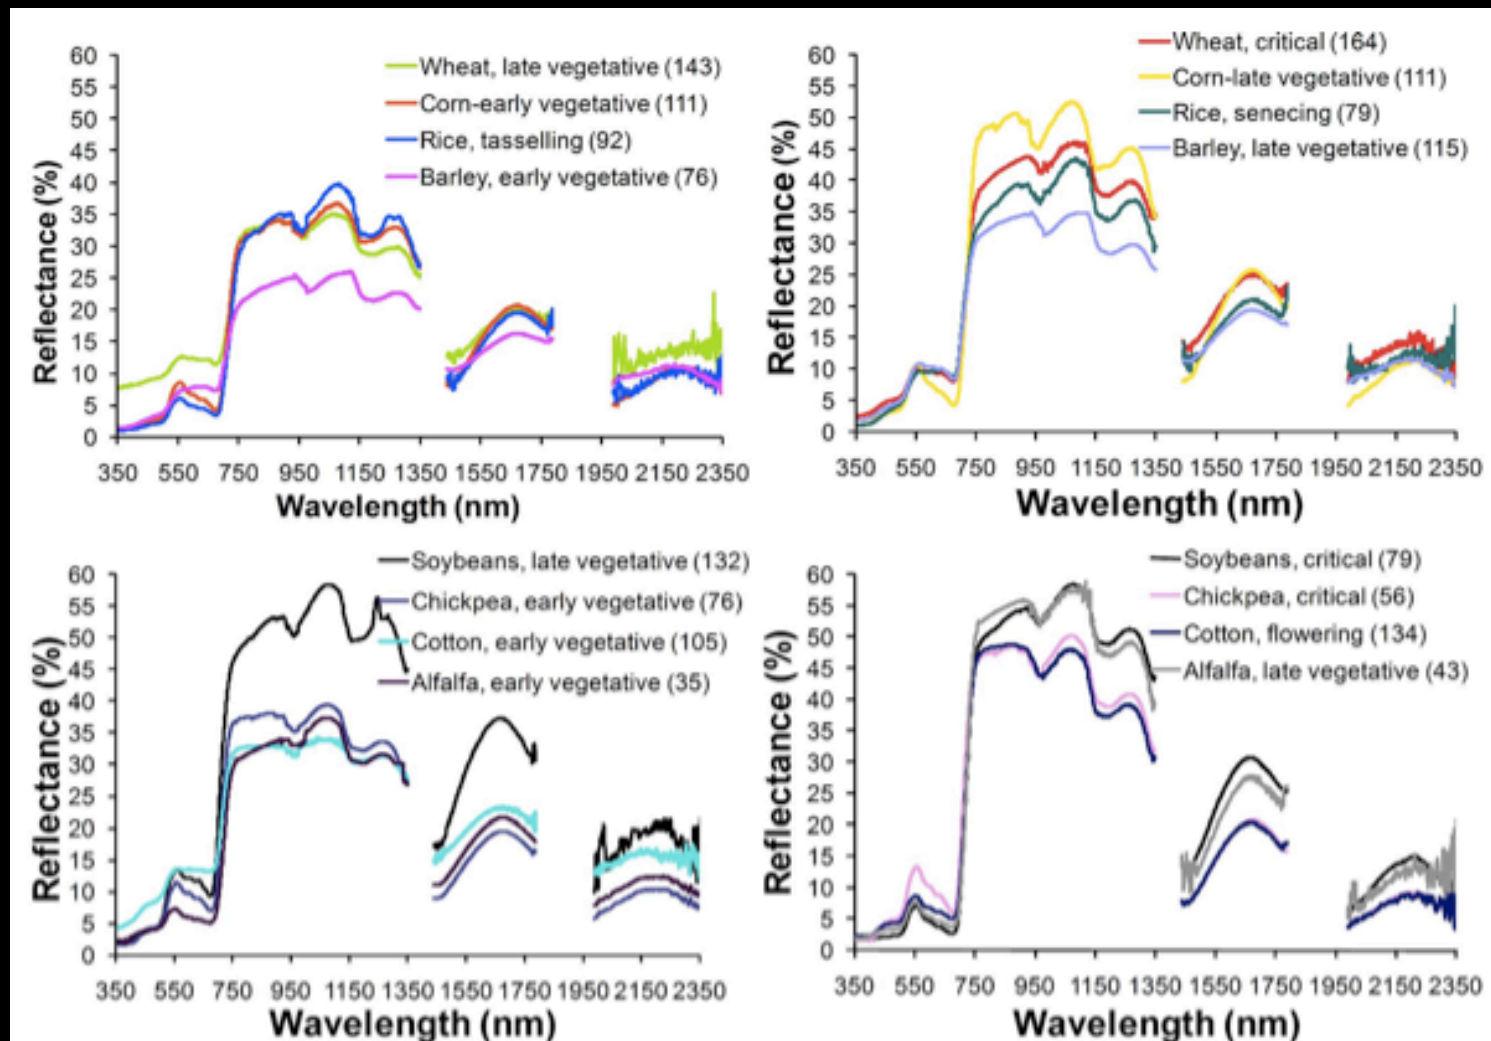 60
55
50
45
40
35
30
25
20
15
10
5
0
Reflectance (%)
Wheat, late vegetative (143)
Corn-early vegetative (111)
Rice, tasselling (92)
Barley, early vegetative (76)
350 550 750 950 1150 1350 1550 1750 1950 2150 2350
Wavelength (nm)
60
55
50
45
40
35
30
25
20
15
10
5
0
Reflectance (%)
Wheat, critical (164)
Corn-late vegetative (111)
Rice, senecing (79)
Barley, late vegetative (115)
350 550 750 950 1150 1350 1550 1750 1950 2150 2350
Wavelength (nm)
60
55
50
45
40
35
30
25
20
15
10
5
0
Reflectance (%)
Soybeans, late vegetative (132)
Chickpea, early vegetative (76)
Cotton, early vegetative (105)
Alfalfa, early vegetative (35)
350 550 750 950 1150 1350 1550 1750 1950 2150 2350
Wavelength (nm)
60
55
50
45
40
35
30
25
20
15
10
5
0
Reflectance (%)
Soybeans, critical (79)
Chickpea, critical (56)
Cotton, flowering (134)
Alfalfa, late vegetative (43)
350 550 750 950 1150 1350 1550 1750 1950 2150 2350
Wavelength (nm)